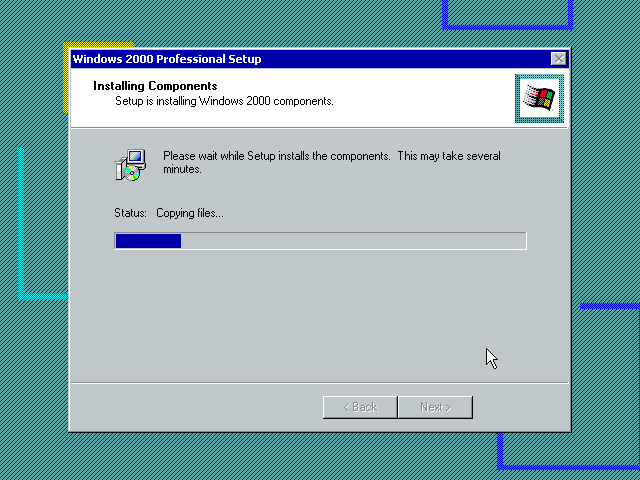 Windows 2000 Professional Setup
Installing Components
Setup is installing Windows 2000 components.
Please wait while Setup installs the components.  This may take several
minutes.
Status:   Copying files...
< Back
Next >